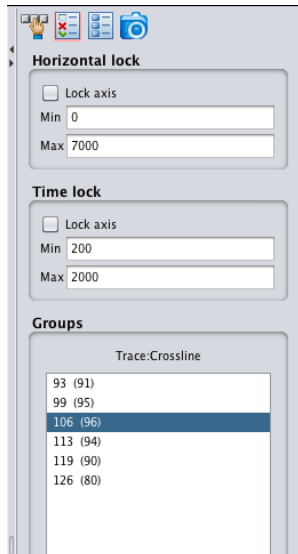 Horizontal lock
Lock axis
Min 0
Max 7000
Time lock
Lock axis
Min 200
Max 2000
Groups
Trace:Crossline
93 (91)
99 (95)
106 (96)
113 (94)
119 (90)
126 (80)